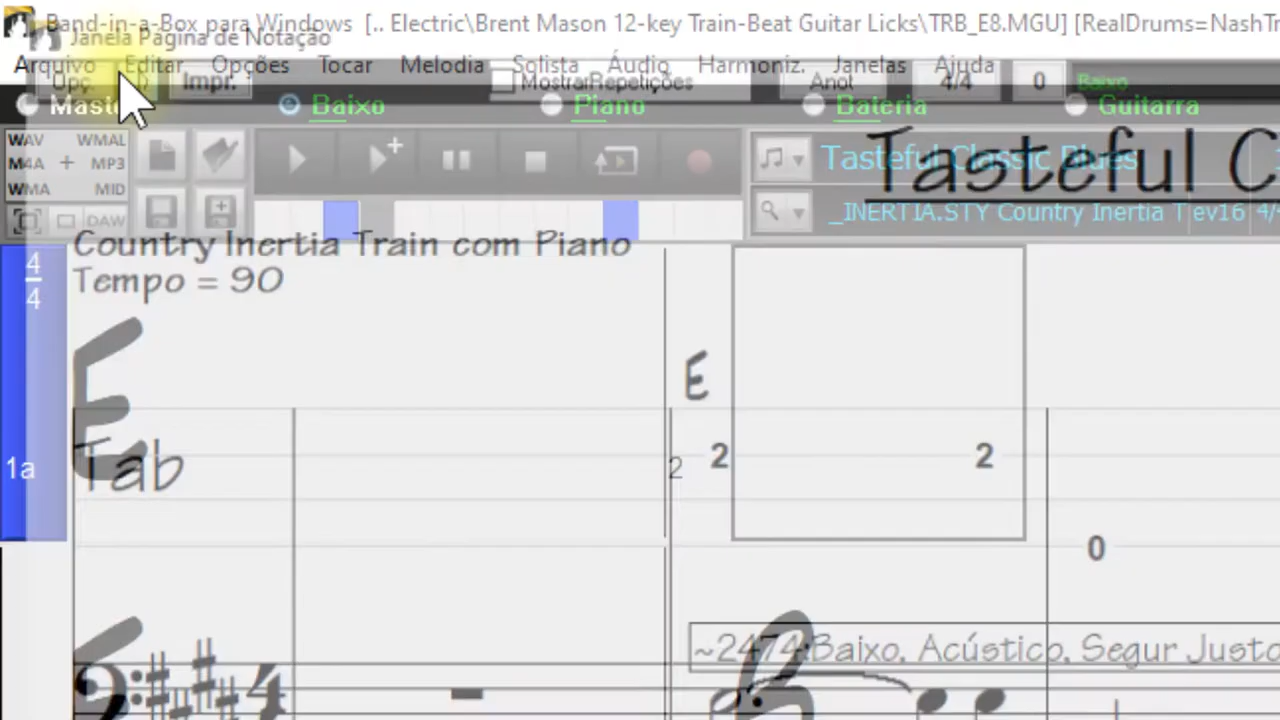 Band-in-a-Box para Windows [.. Electric\Brent Mason 12-key Train-Beat Guitar Licks\TRB_E8.MGU] [RealDrums=NashTr
Janela Página de Notação
Arquivo Editar Opções Tocar Melodia Solista Áudio Harmoniz. Janelas Ajuda
Opç. Impr. MostrarRepetições Anot 4/4 0 Baixo
Maste Baixo Piano Bateria Guitarra
WAV WMAL
M4A + MP3
WMA MID
DAW
Tasteful Classic Blues
Tasteful C
_INERTIA.STY Country Inertia T|ev16 4/
Country Inertia Train com Piano
Tempo = 90
4
4
E
E
1a
Tab
2 2 2
0
~2474:Baixo, Acústico, Segur Justo
4
B